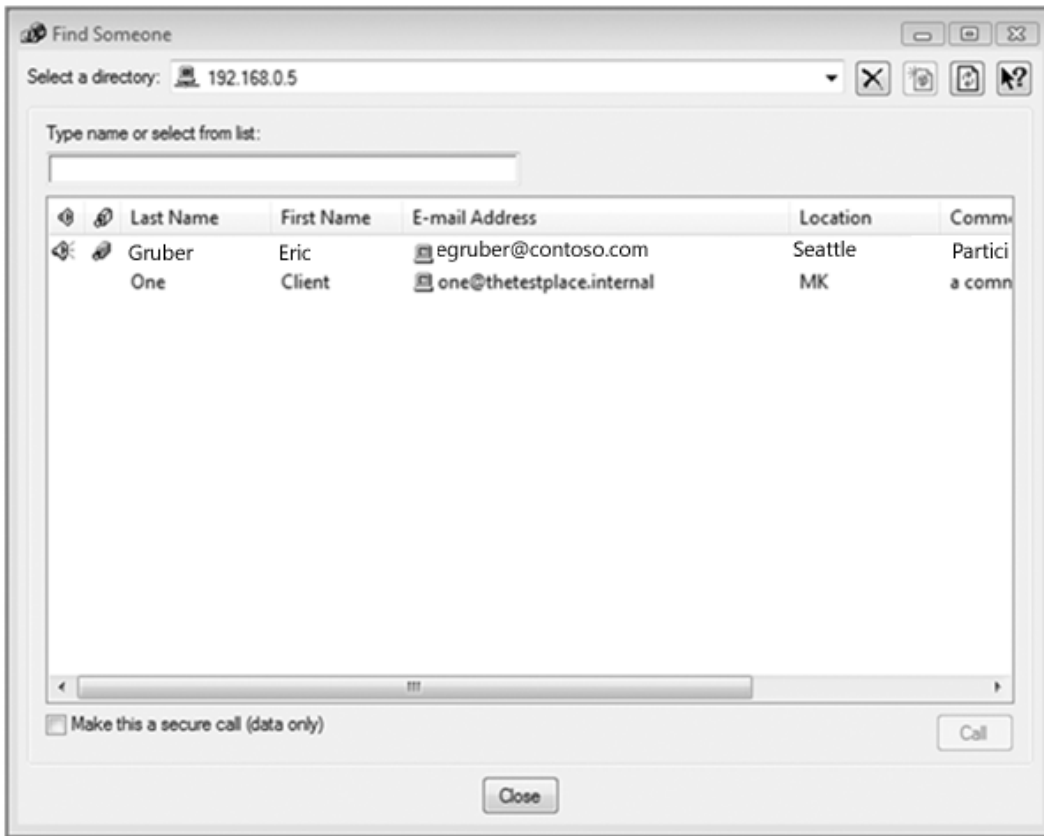 Find Someone
Select a directory: 192.168.0.5
Type name or select from list:
Last Name First Name E-mail Address Location Comm
Gruber Eric egruber@contoso.com Seattle Partici
One Client one@thetestplace.internal MK a comn
Make this a secure call (data only)
Call
Close